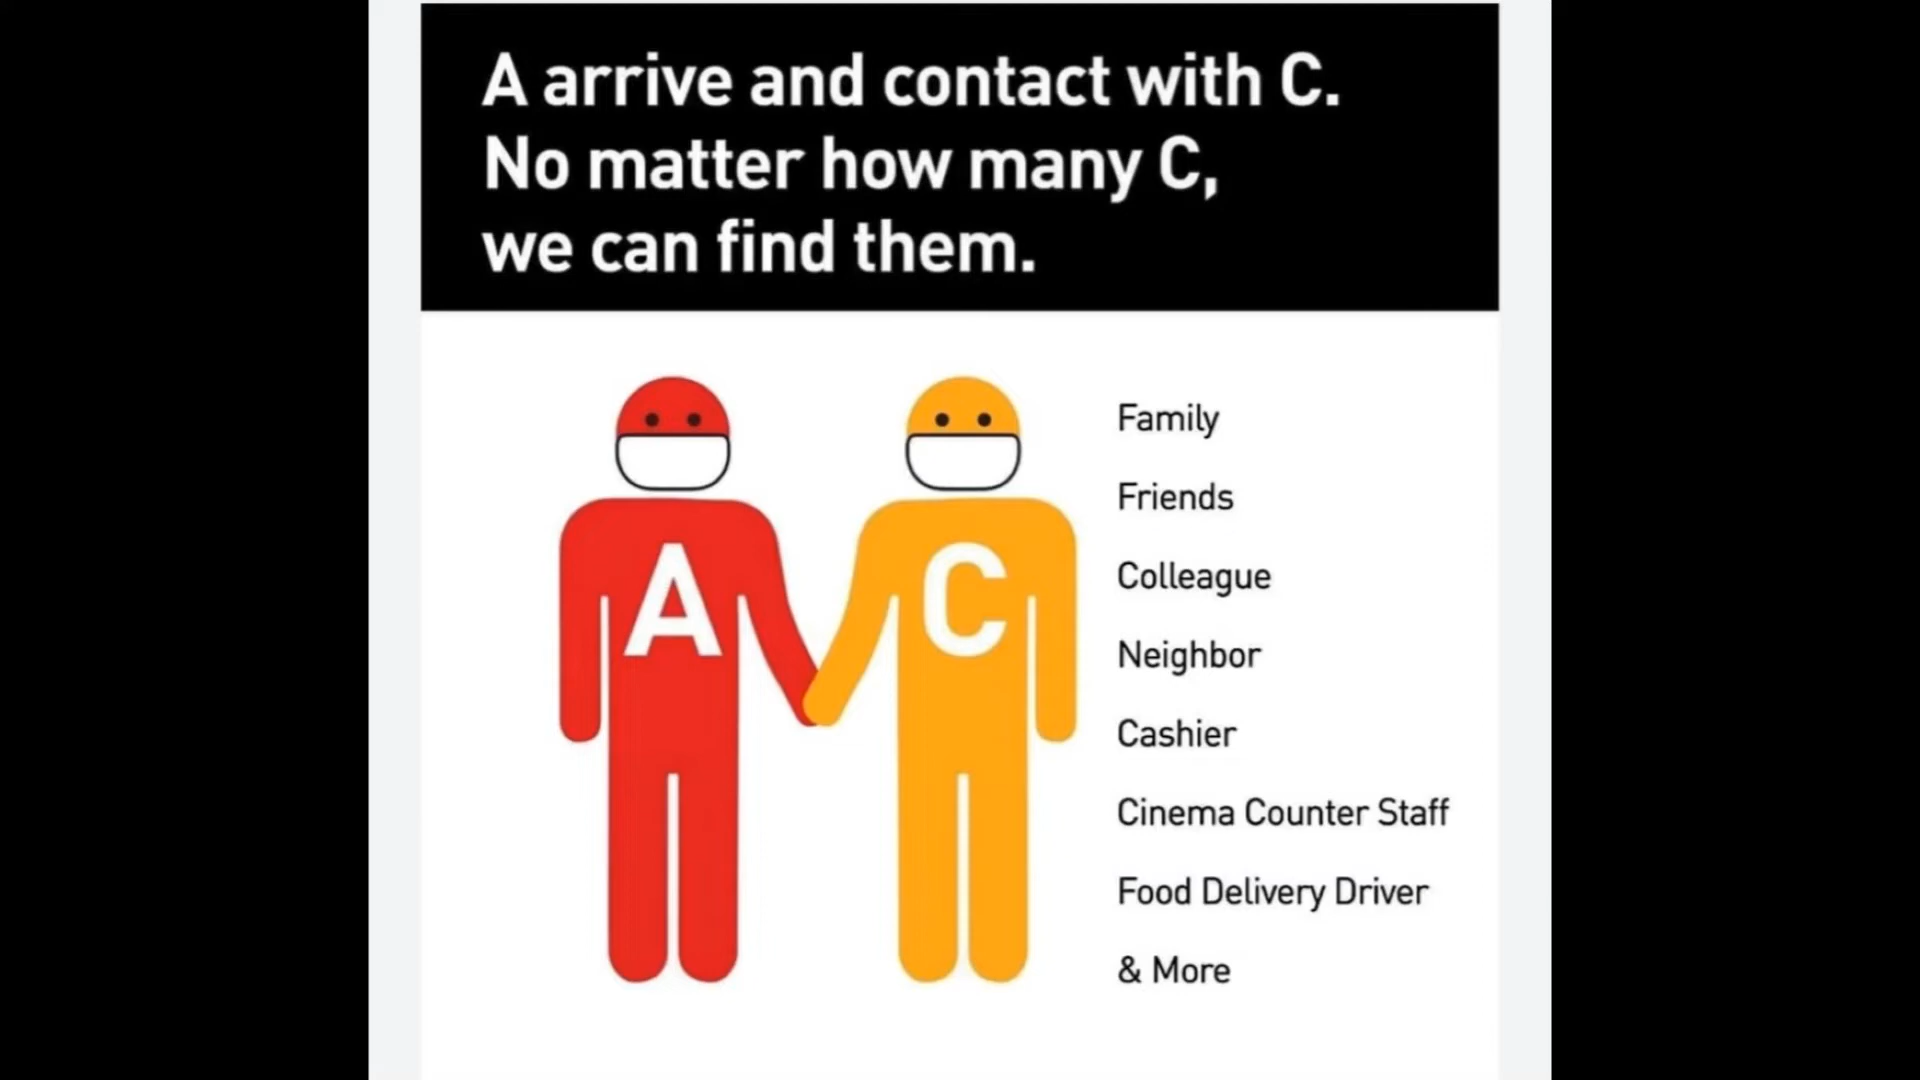 A arrive and contact with C.
No matter how many C,
we can find them.
A
C
Family
Friends
Colleague
Neighbor
Cashier
Cinema Counter Staff
Food Delivery Driver
& More